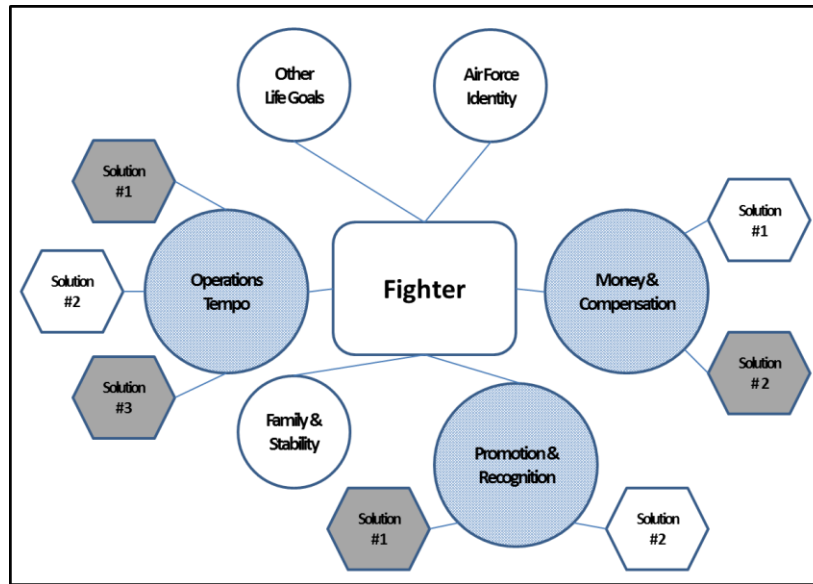 Other
Life Goals
Air Force
Identity
Solution
#1
Solution
#2
Solution
#3
Operations
Tempo
Fighter
Money &
Compensation
Solution
#1
Solution
#2
Family &
Stability
Promotion &
Recognition
Solution
#1
Solution
#2